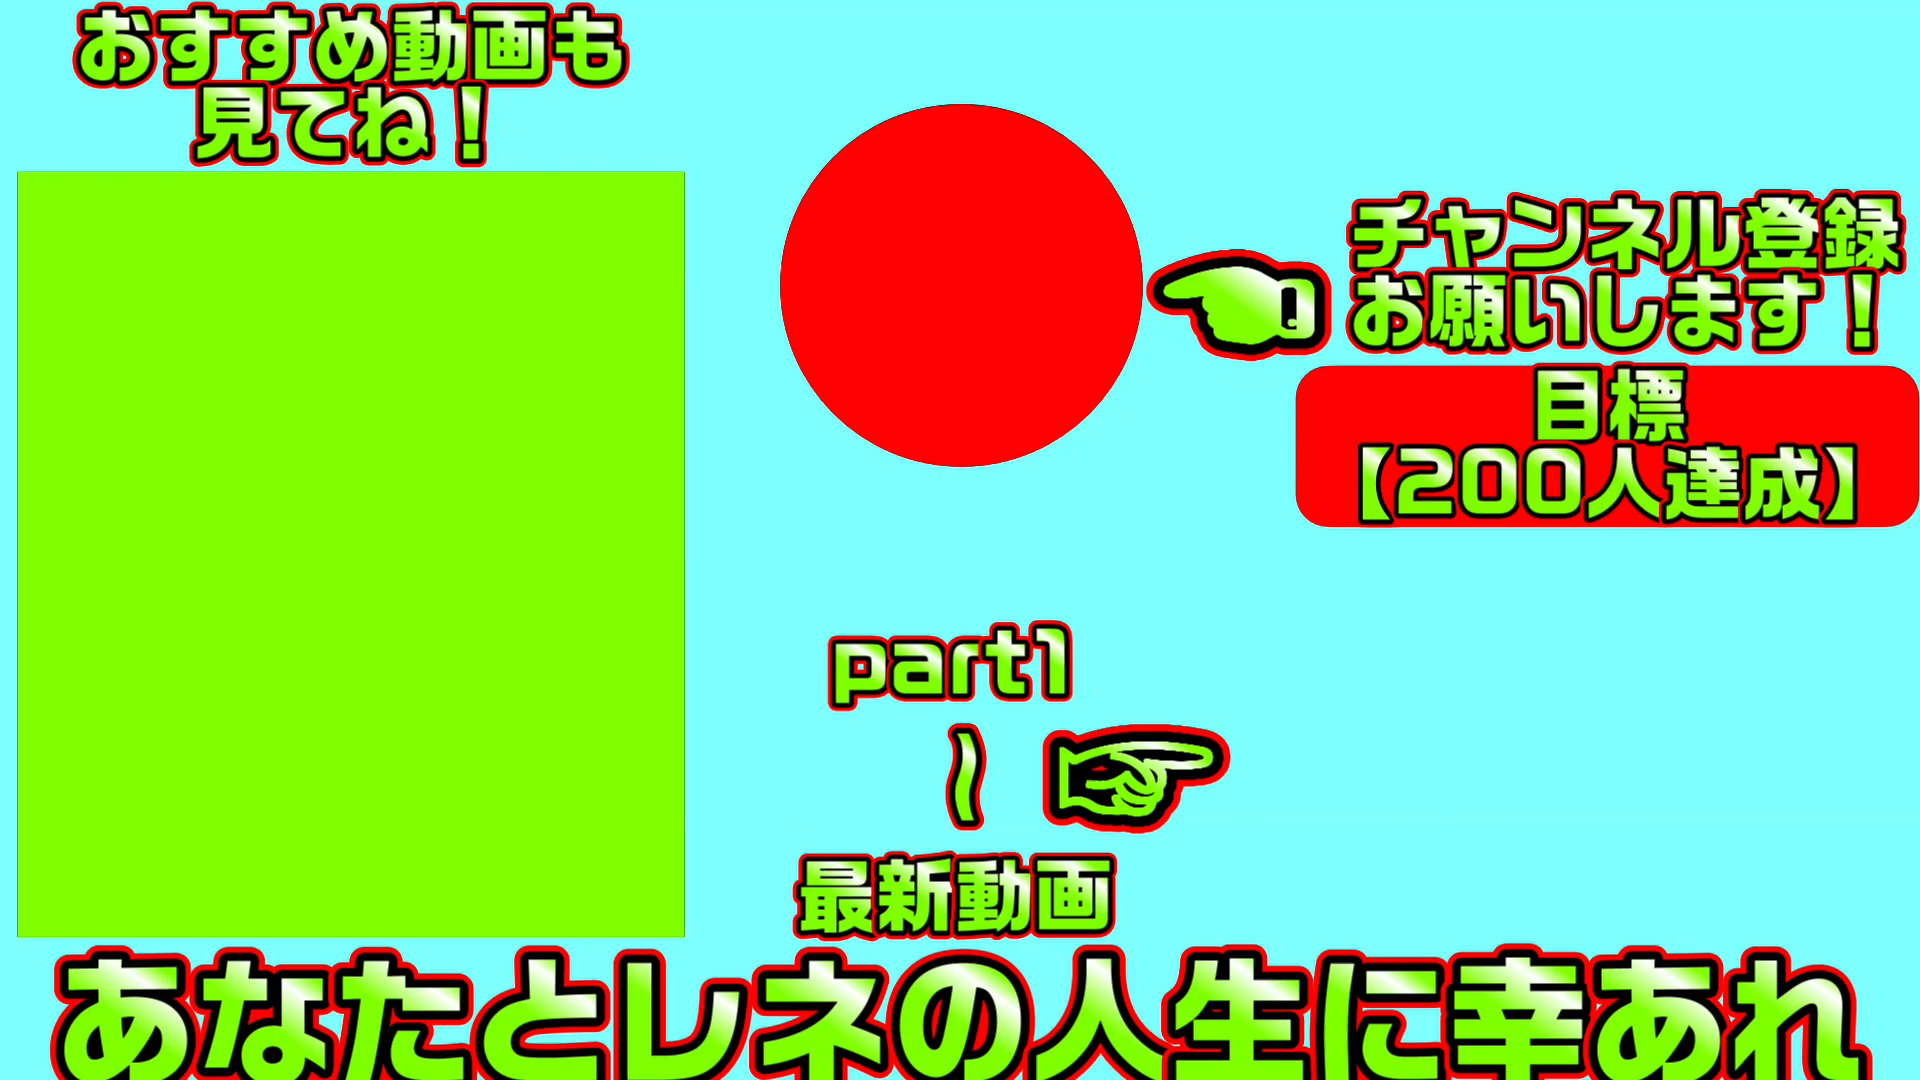 おすすめ動画も
見てね！
チャンネル登録
お願いします！
目標
【200人達成】
part1
～
最新動画
あなたとレネの人生に幸あれ